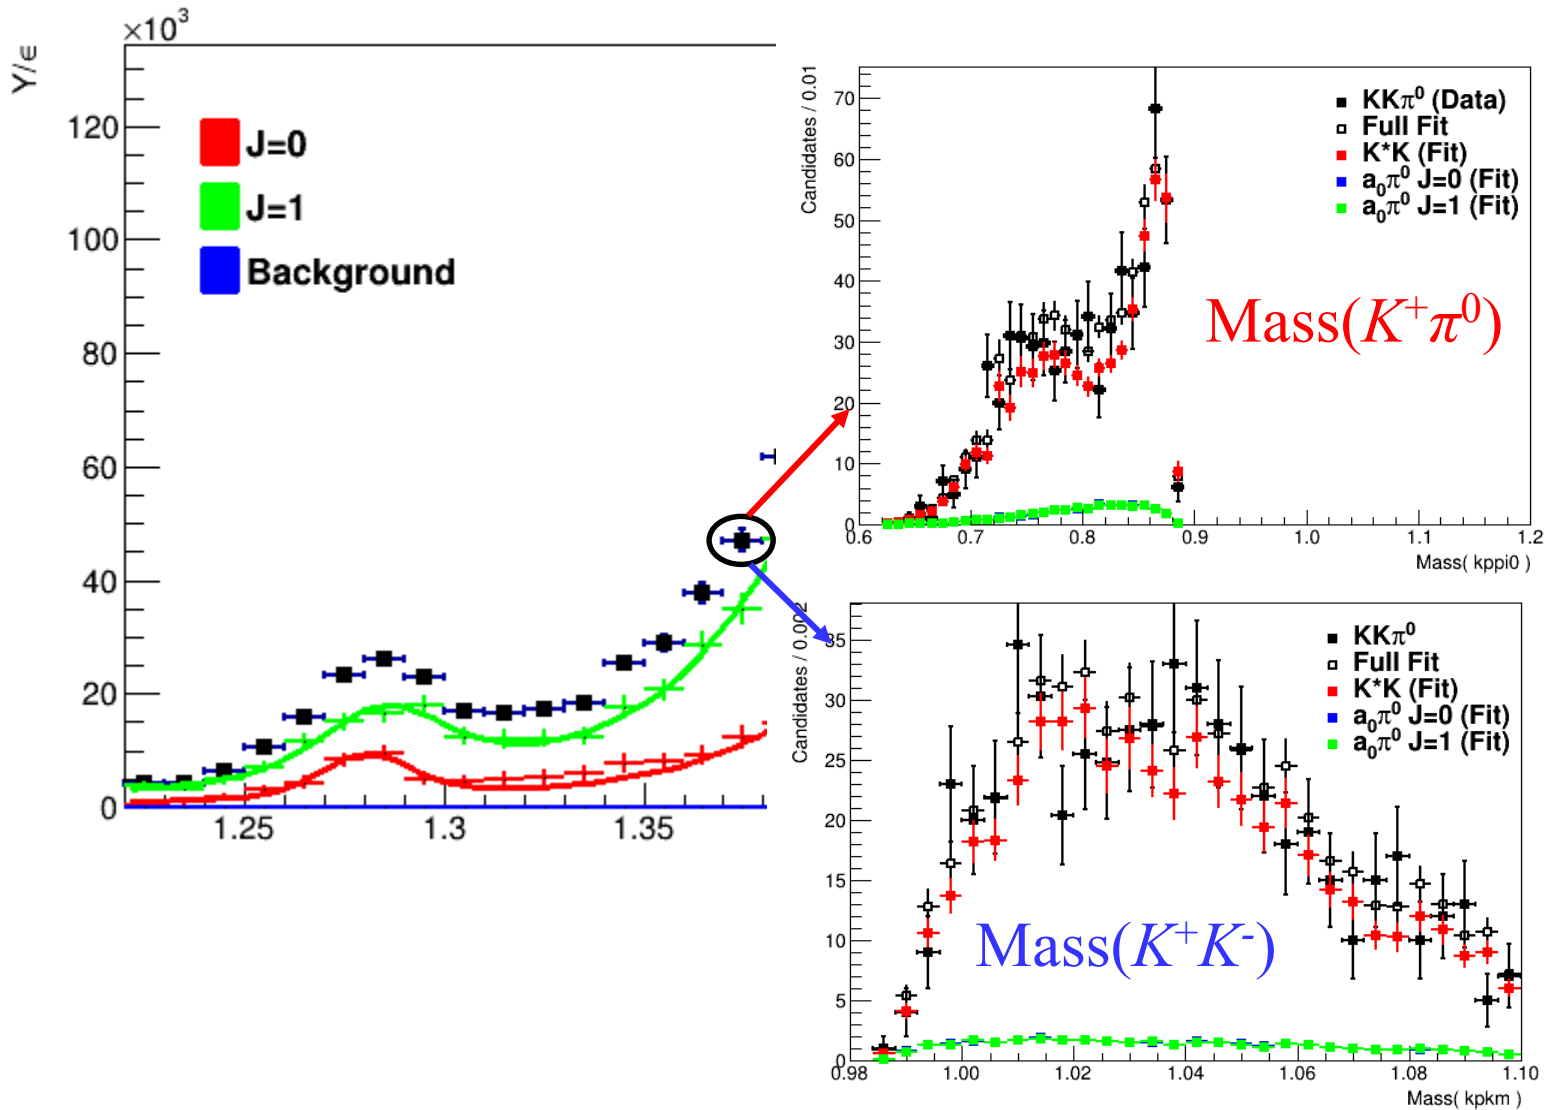 ×10³
Y/ϵ
120
100
80
60
40
20
0
1.25
1.3
1.35
J=0
J=1
Background
Candidates / 0.01
70
60
50
40
30
20
10
0
0.6
0.7
0.8
0.9
1.0
1.1
1.2
Mass( kppi0 )
KKπ⁰ (Data)
Full Fit
K*K (Fit)
a₀π⁰ J=0 (Fit)
a₀π⁰ J=1 (Fit)
Mass(K⁺π⁰)
Candidates / 0.002
35
30
25
20
15
10
5
0
0.98
1.00
1.02
1.04
1.06
1.08
1.10
Mass( kpkm )
KKπ⁰
Full Fit
K*K (Fit)
a₀π⁰ J=0 (Fit)
a₀π⁰ J=1 (Fit)
Mass(K⁺K⁻)